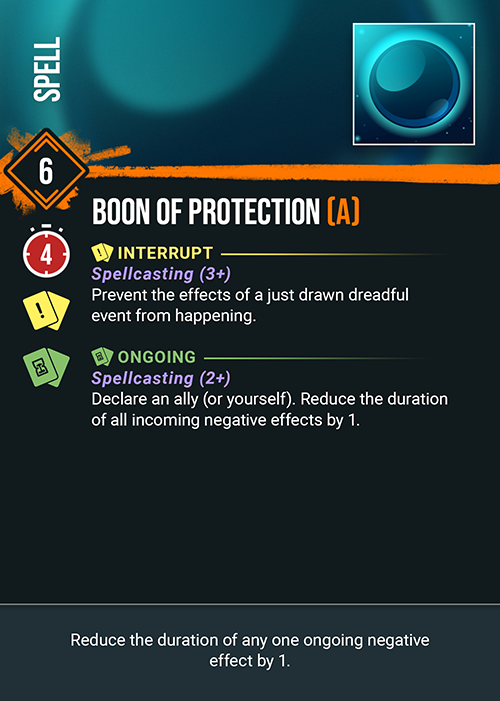 SPELL
6
BOON OF PROTECTION (A)
4
! INTERRUPT
Spellcasting (3+)
Prevent the effects of a just drawn dreadful
event from happening.
!
ONGOING
Spellcasting (2+)
Declare an ally (or yourself). Reduce the duration
of all incoming negative effects by 1.
Reduce the duration of any one ongoing negative
effect by 1.